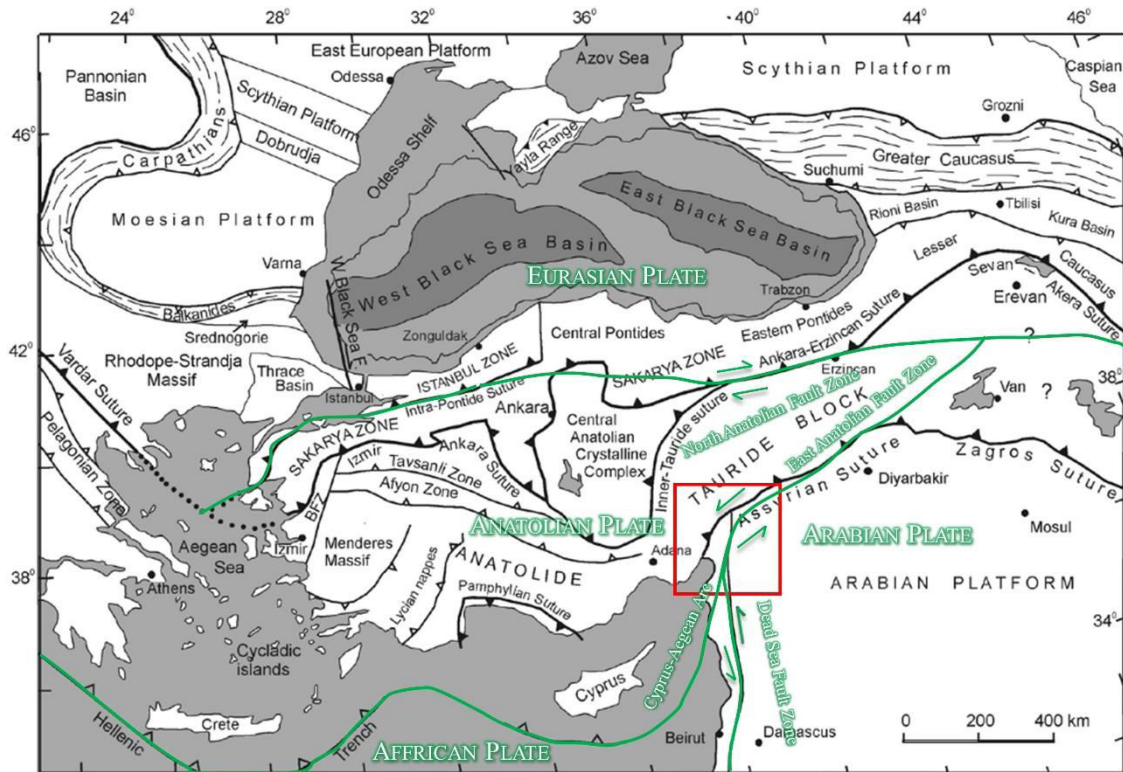 24°
28°
32°
36°
40°
44°
46°
East European Platform
Azov Sea
Pannonian
Basin
Odessa
Scythian Platform
Caspian
Sea
Scythian Platform
Grozni
46°
Dobrudja
Odessa Shelf
Yayla Range
Carpathians
Greater Caucasus
Suchumi
East Black Sea Basin
Rioni Basin
Tbilisi
Kura Basin
Moesian Platform
West Black Sea Basin
Lesser
Caucasus
Varna
W. Black Sea F.
EURASIAN PLATE
Trabzon
Sevan
Akera Suture
Erevan
Balkanides
Zonguldak
Central Pontides
Eastern Pontides
Srednogorie
42°
Rhodope-Strandja
Massif
Thrace
Basin
ISTANBUL ZONE
SAKARYA ZONE
Ankara-Erzincan Suture
Erzincan
?
Vardar Suture
Istanbul
Intra-Pontide Suture
Ankara
38°
Van
?
Pelagonian Zone
SAKARYA ZONE
Central
Anatolian
Crystalline
Complex
Inner-Tauride suture
North Anatolian Fault Zone
TAURIDE BLOCK
East Anatolian Fault Zone
Izmir
Ankara Suture
Tavsanli Zone
Afyon Zone
BFZ
Assyrian Suture
Diyarbakir
Zagros Suture
Aegean
Sea
Izmir
ANATOLIAN PLATE
Adana
ARABIAN PLATE
Mosul
38°
Athens
Menderes
Massif
ANATOLIDE
ARABIAN PLATFORM
Lycian nappes
Pamphylian Suture
34°
Cycladic
islands
Cyprus-Aegean Arc
Dead Sea Fault Zone
Cyprus
Crete
Hellenic
Trench
AFFRICAN PLATE
Beirut
Damascus
0 200 400 km